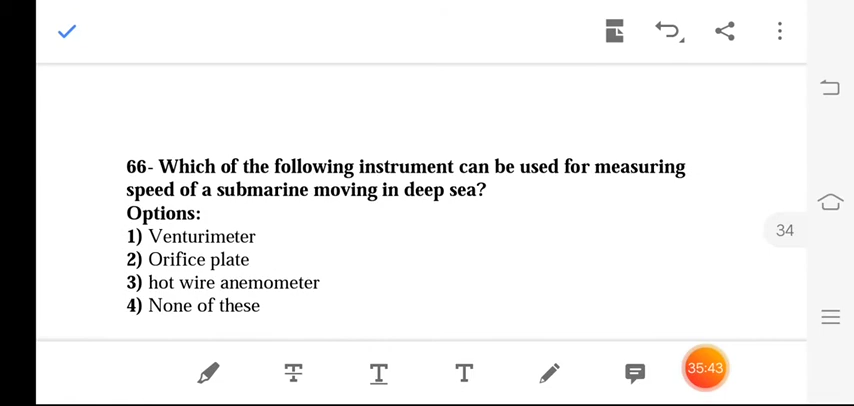 66- Which of the following instrument can be used for measuring
speed of a submarine moving in deep sea?
Options:
1) Venturimeter
2) Orifice plate
34
3) hot wire anemometer
4) None of these
T
T
T
35:43